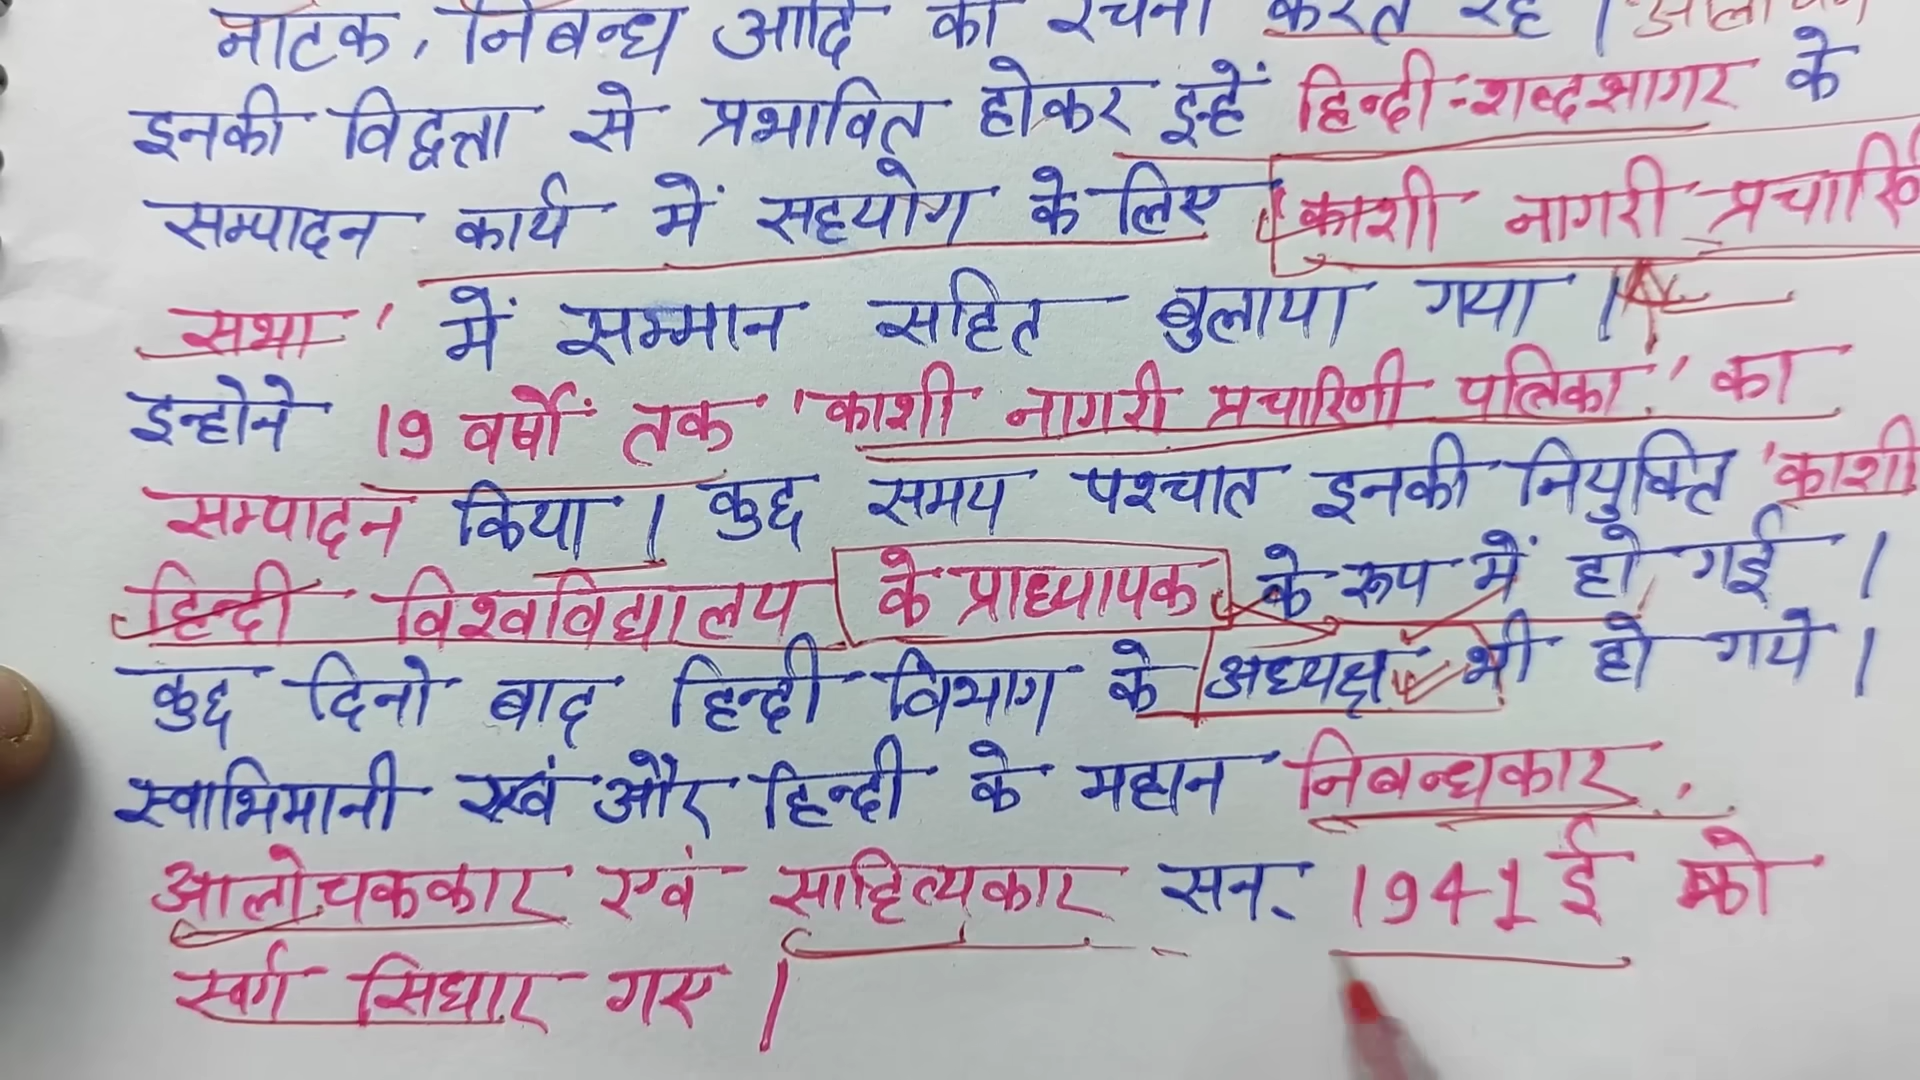 नाटक, निबन्ध आदि की रचना करते रहे ।
इनकी विद्वत्ता से प्रभावित होकर इन्हें हिन्दी-शब्दसागर के
सम्पादन कार्य में सहयोग के लिए 'काशी नागरी प्रचारि
सभा' में सम्मान सहित बुलाया गया ।
इन्होने 19 वर्षों तक 'काशी नागरी प्रचारिनी पत्रिका' का
सम्पादन किया । कुछ समय पश्चात इनकी नियुक्ति 'काशी
हिन्दी विश्वविद्यालय के प्राध्यापक के रूप में हो गई ।
कुछ दिनो बाद हिन्दी विभाग के अध्यक्ष भी हो गये ।
स्वाभिमानी एवं और हिन्दी के महान निबन्धकार,
आलोचककार एवं साहित्यकार सन. 1941 ई को
स्वर्ग सिधार गए ।